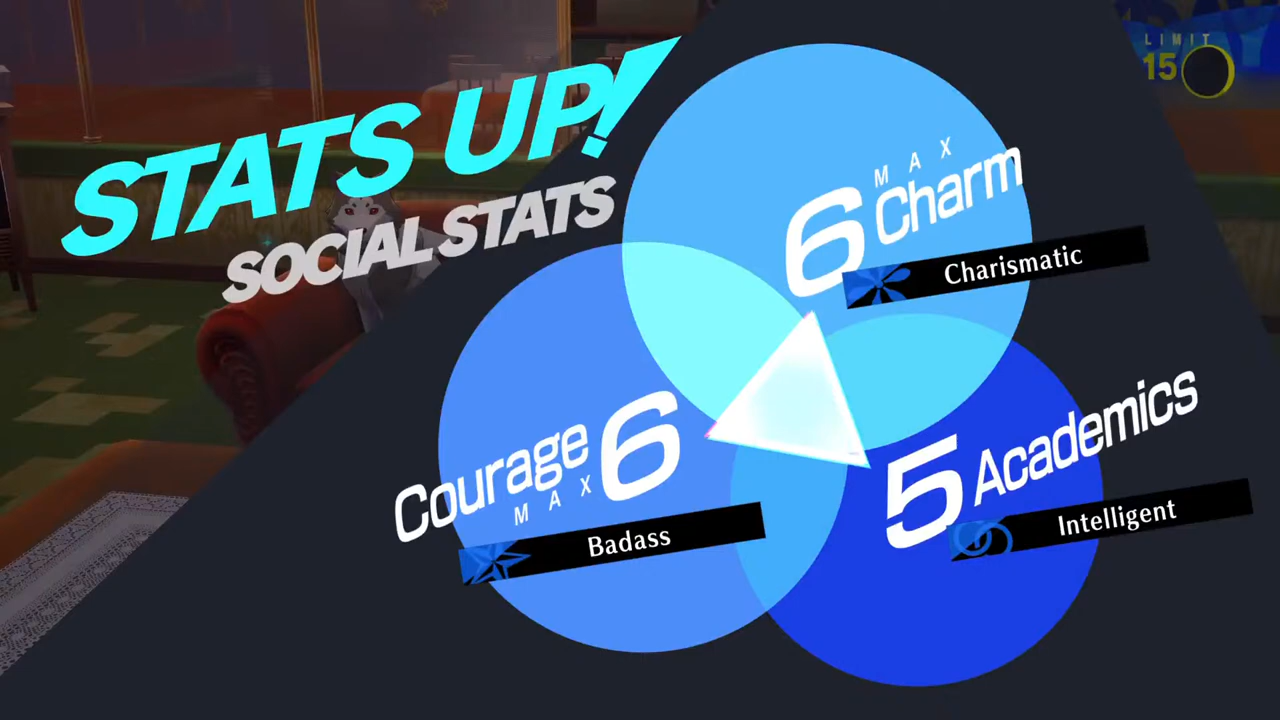 STATS UP!
SOCIAL STATS
LIMIT
15
MAX
6 Charm
Charismatic
Courage 6
MAX
Badass
5 Academics
Intelligent